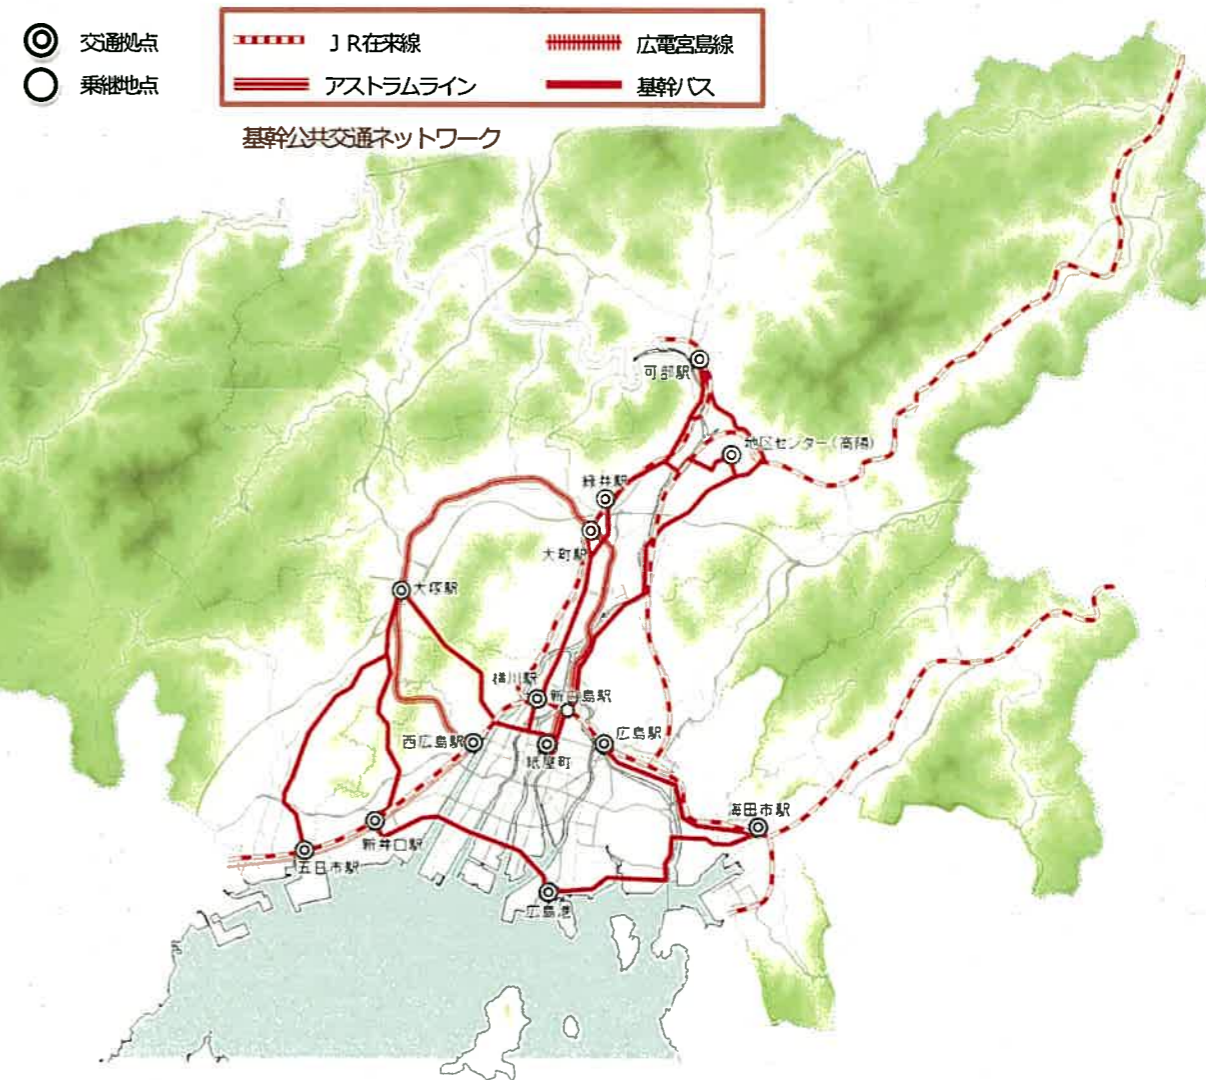 交通拠点
乗継地点
ＪＲ在来線
広電宮島線
アストラムライン
基幹バス
基幹公共交通ネットワーク
可部駅
地区センター(高陽)
緑井駅
大町駅
大塚駅
横川駅
新白島駅
西広島駅
紙屋町
広島駅
海田市駅
新井口駅
五日市駅
広島港